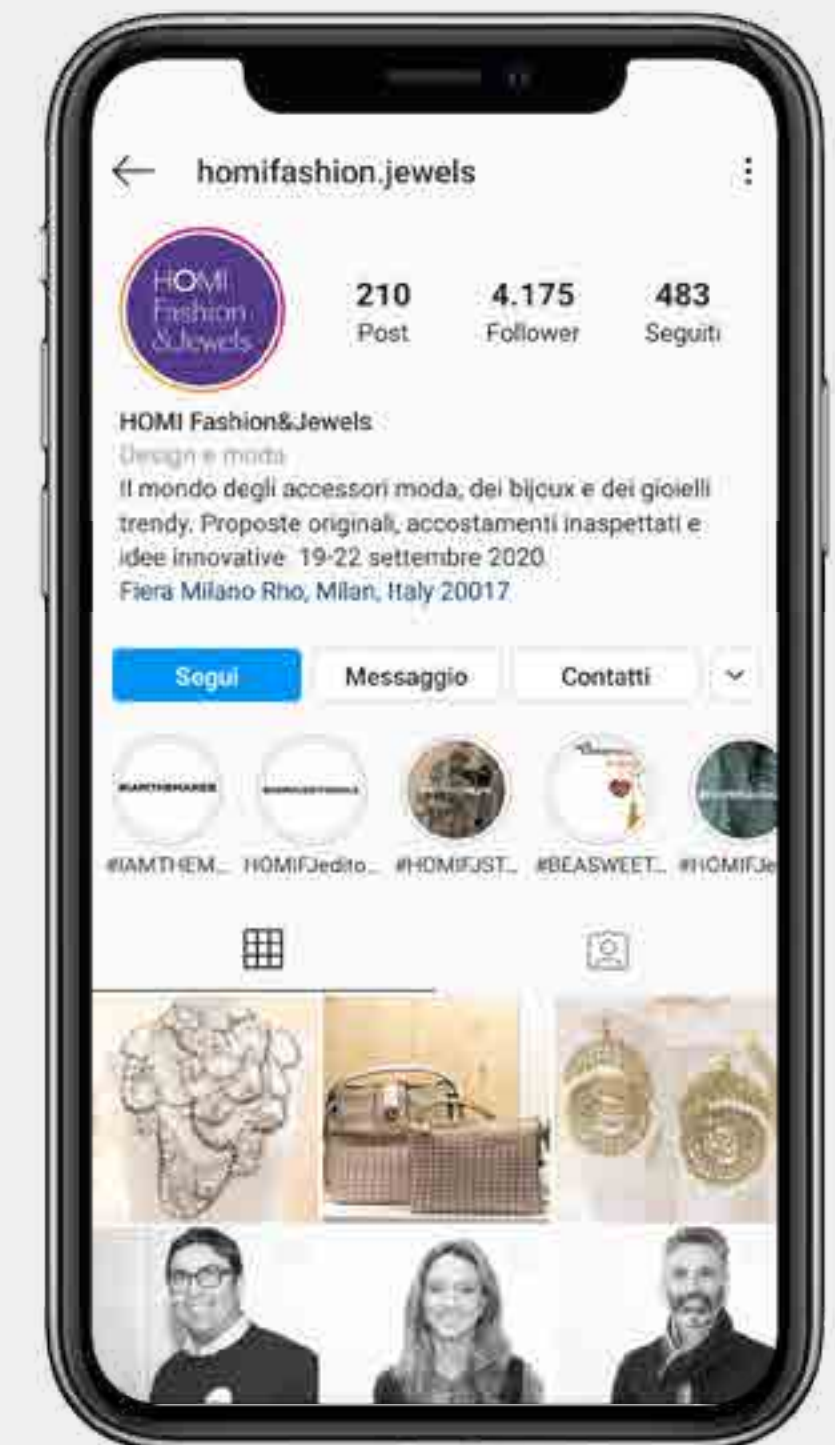 homifashion.jewels
HOMI
Fashion
&Jewels
210 4.175 483
Post Follower Seguiti
HOMI Fashion&Jewels
Design e moda
Il mondo degli accessori moda, dei bijoux e dei gioielli
trendy. Proposte originali, accostamenti inaspettati e
idee innovative 19-22 settembre 2020
Fiera Milano Rho, Milan, Italy 20017
Segui Messaggio Contatti
#IAMTHEMAKER
#IAMTHEM... HOMIFJedito... #HOMIFJST... #BEASWEET... #HOMIFJe